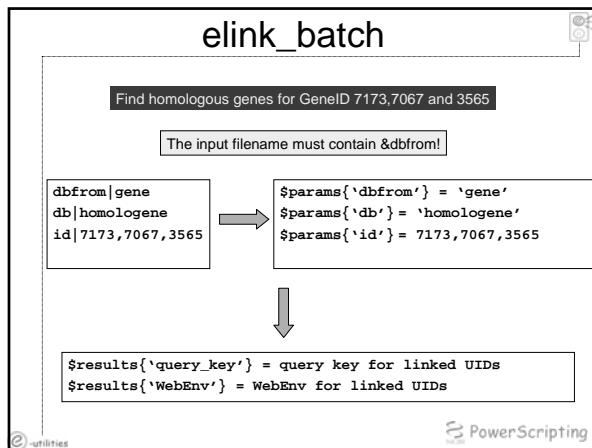 elink_batch
Find homologous genes for GeneID 7173,7067 and 3565
The input filename must contain &dbfrom!
dbfrom|gene
db|homologene
id|7173,7067,3565
$params{‘dbfrom’} = ‘gene’
$params{‘db’} = ‘homologene’
$params{‘id’} = 7173,7067,3565
$results{‘query_key’} = query key for linked UIDs
$results{‘WebEnv’} = WebEnv for linked UIDs
e-utilities
PowerScripting